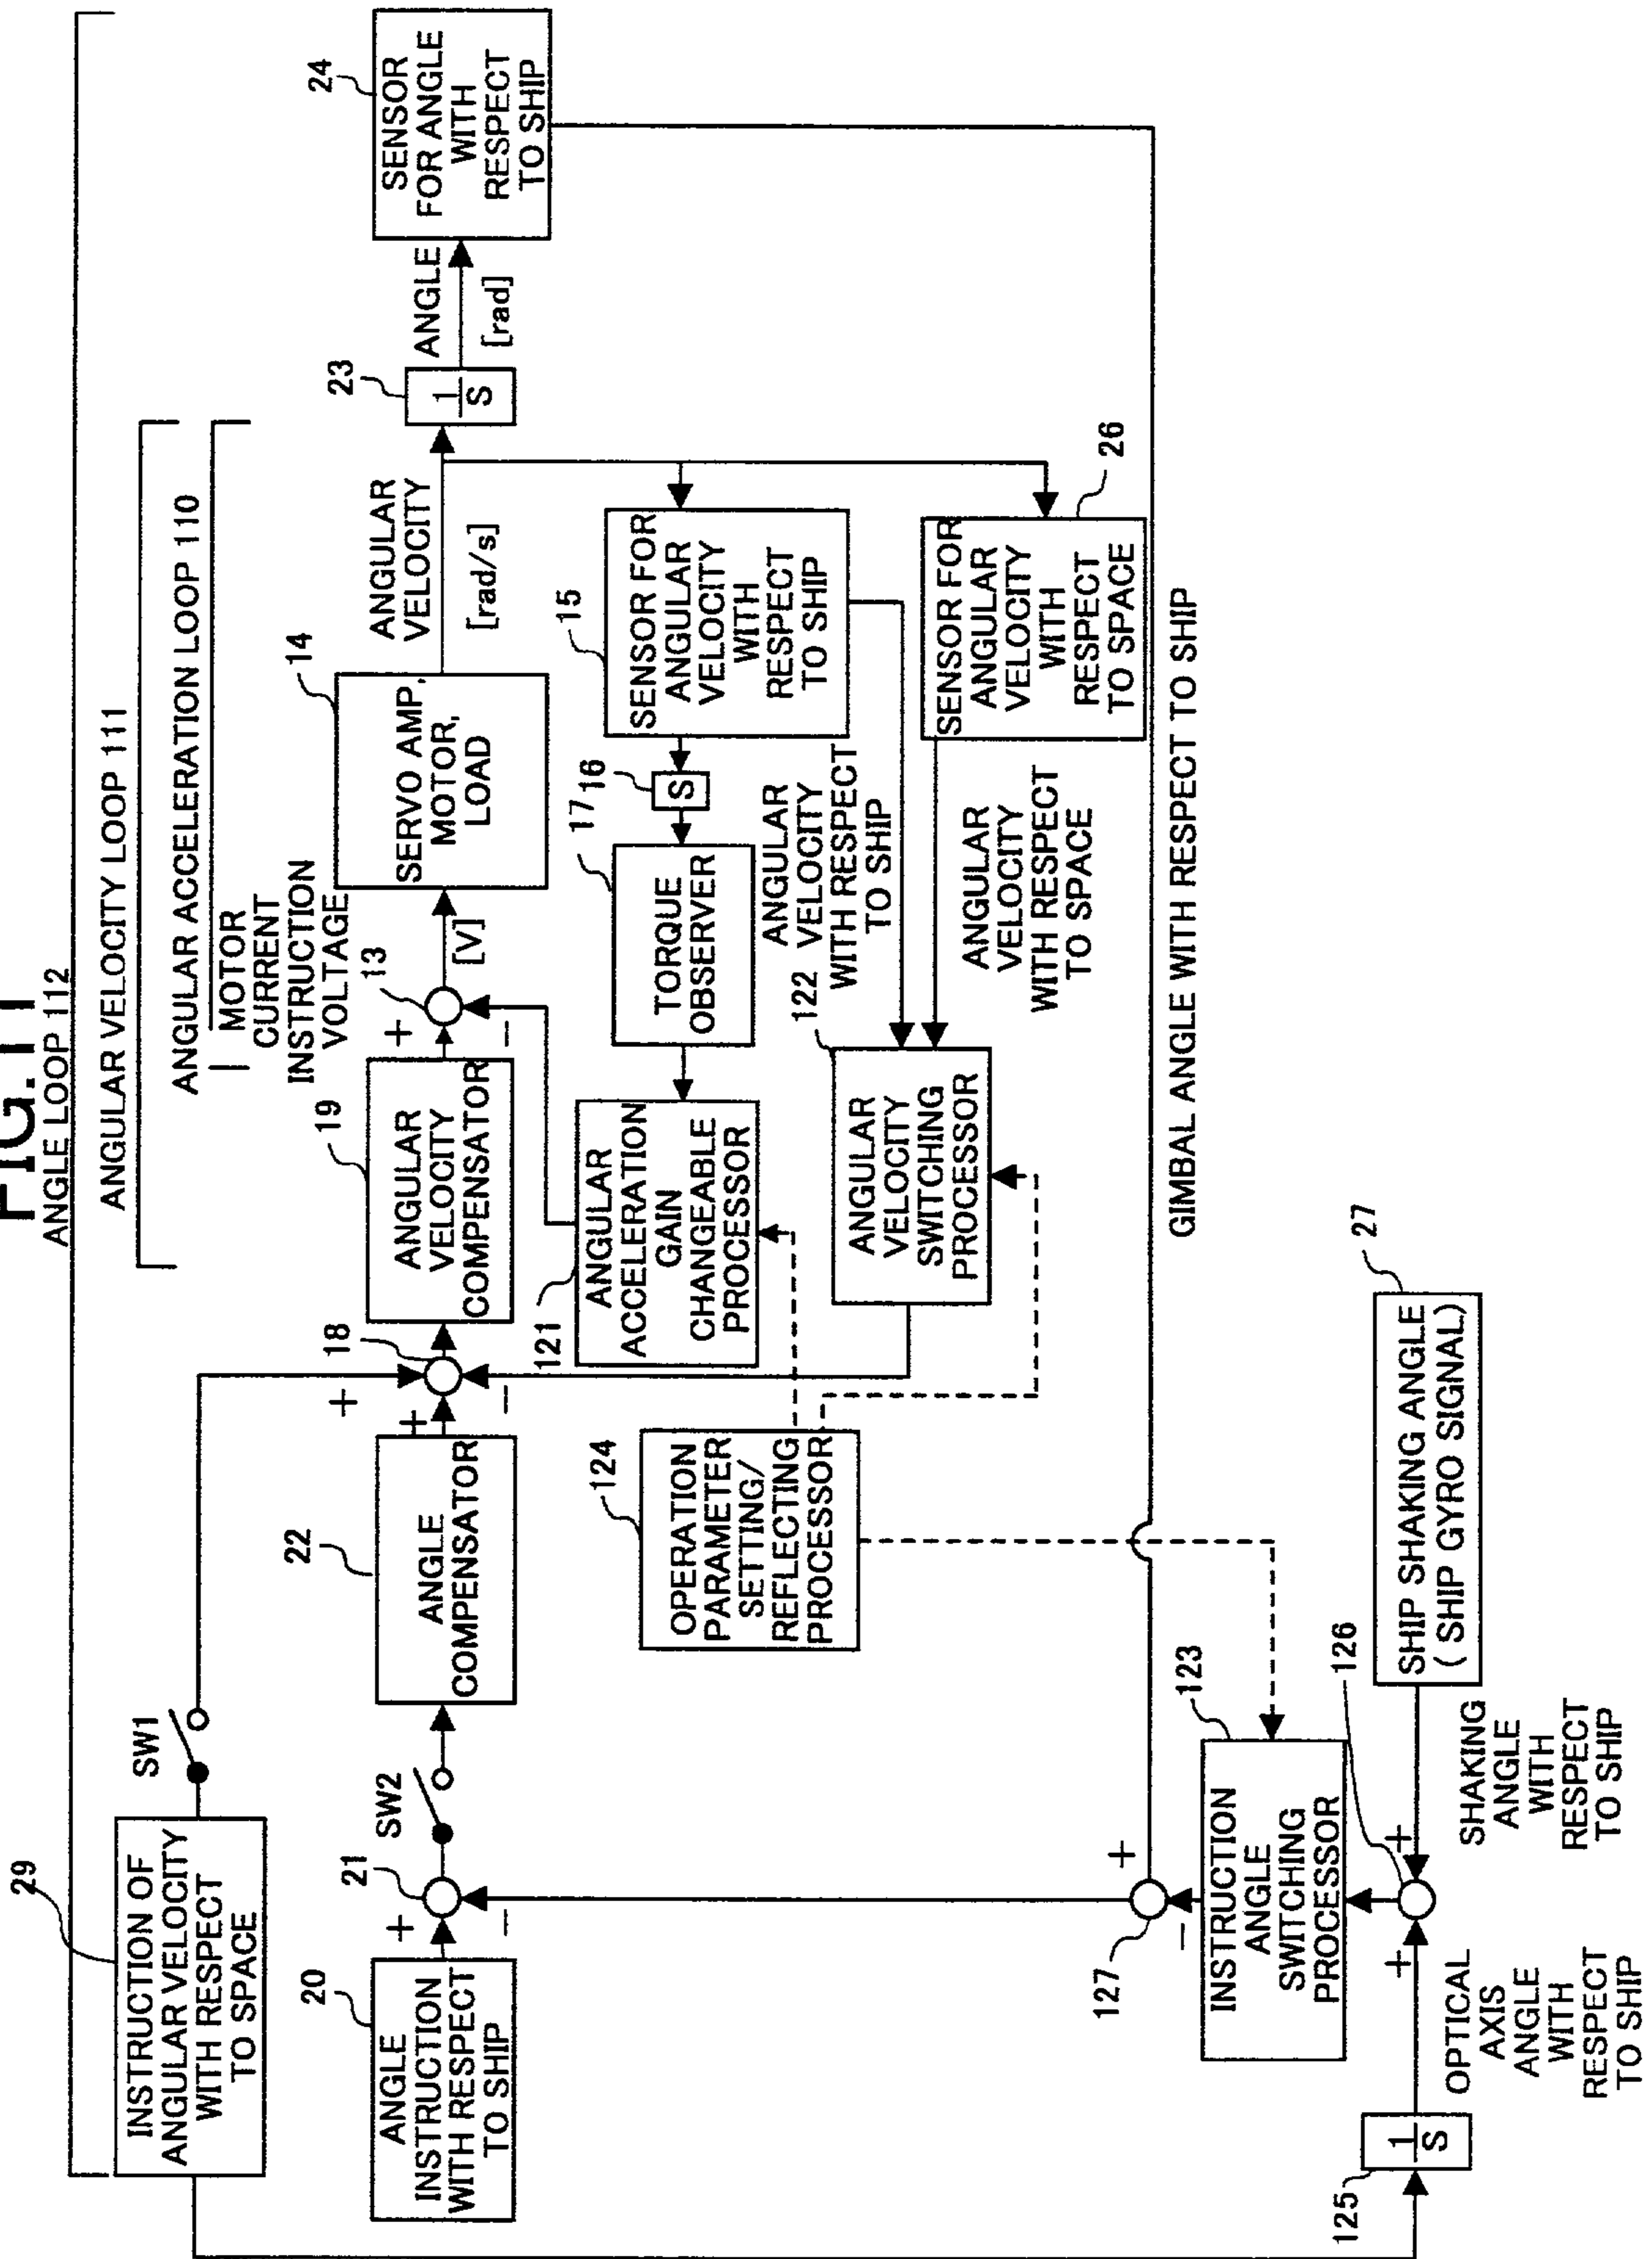 FIG.11
ANGLE LOOP 112
ANGULAR VELOCITY LOOP 111
ANGULAR ACCELERATION LOOP 110
29
INSTRUCTION OF
ANGULAR VELOCITY
WITH RESPECT
TO SPACE
SW1
20
ANGLE
INSTRUCTION
WITH RESPECT
TO SHIP
+
−
21
SW2
22
ANGLE
COMPENSATOR
+
+
−
18
19
ANGULAR
VELOCITY
COMPENSATOR
MOTOR
CURRENT
INSTRUCTION
VOLTAGE
+
−
13
[V]
14
SERVO AMP,
MOTOR,
LOAD
ANGULAR
VELOCITY
[rad/s]
23
1
S
ANGLE
[rad]
24
SENSOR
FOR ANGLE
WITH
RESPECT
TO SHIP
121
ANGULAR
ACCELERATION
GAIN
CHANGEABLE
PROCESSOR
17
TORQUE
OBSERVER
16
S
15
SENSOR FOR
ANGULAR
VELOCITY
WITH
RESPECT
TO SHIP
124
OPERATION
PARAMETER
SETTING/
REFLECTING
PROCESSOR
122
ANGULAR
VELOCITY
SWITCHING
PROCESSOR
ANGULAR
VELOCITY
WITH RESPECT
TO SHIP
ANGULAR
VELOCITY
WITH RESPECT
TO SPACE
26
SENSOR FOR
ANGULAR
VELOCITY
WITH
RESPECT
TO SPACE
GIMBAL ANGLE WITH RESPECT TO SHIP
127
+
−
123
INSTRUCTION
ANGLE
SWITCHING
PROCESSOR
125
1
S
OPTICAL
AXIS
ANGLE
WITH
RESPECT
TO SHIP
+
+
126
SHAKING
ANGLE
WITH
RESPECT
TO SHIP
27
SHIP SHAKING ANGLE
( SHIP GYRO SIGNAL)